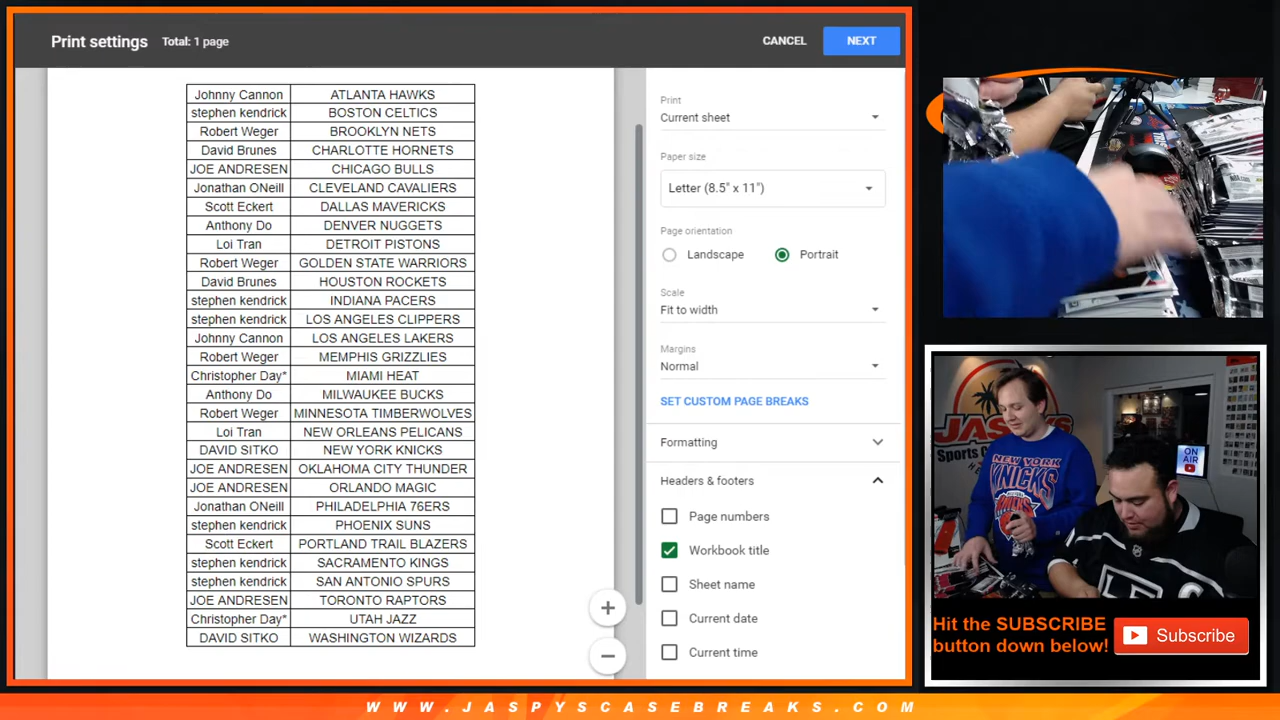 Print settings Total: 1 page CANCEL NEXT
Johnny Cannon ATLANTA HAWKS
stephen kendrick BOSTON CELTICS
Robert Weger BROOKLYN NETS
David Brunes CHARLOTTE HORNETS
JOE ANDRESEN CHICAGO BULLS
Jonathan ONeill CLEVELAND CAVALIERS
Scott Eckert DALLAS MAVERICKS
Anthony Do DENVER NUGGETS
Loi Tran DETROIT PISTONS
Robert Weger GOLDEN STATE WARRIORS
David Brunes HOUSTON ROCKETS
stephen kendrick INDIANA PACERS
stephen kendrick LOS ANGELES CLIPPERS
Johnny Cannon LOS ANGELES LAKERS
Robert Weger MEMPHIS GRIZZLIES
Christopher Day* MIAMI HEAT
Anthony Do MILWAUKEE BUCKS
Robert Weger MINNESOTA TIMBERWOLVES
Loi Tran NEW ORLEANS PELICANS
DAVID SITKO NEW YORK KNICKS
JOE ANDRESEN OKLAHOMA CITY THUNDER
JOE ANDRESEN ORLANDO MAGIC
Jonathan ONeill PHILADELPHIA 76ERS
stephen kendrick PHOENIX SUNS
Scott Eckert PORTLAND TRAIL BLAZERS
stephen kendrick SACRAMENTO KINGS
stephen kendrick SAN ANTONIO SPURS
JOE ANDRESEN TORONTO RAPTORS
Christopher Day* UTAH JAZZ
DAVID SITKO WASHINGTON WIZARDS
Print
Current sheet
Paper size
Letter (8.5" x 11")
Page orientation
Landscape Portrait
Scale
Fit to width
Margins
Normal
SET CUSTOM PAGE BREAKS
Formatting
Headers & footers
Page numbers
Workbook title
Sheet name
Current date
Current time
JASPYS
Sports
NEW YORK
KNICKS
ON
AIR
Hit the SUBSCRIBE
button down below!
Subscribe
WWW.JASPYSCASEBREAKS.COM